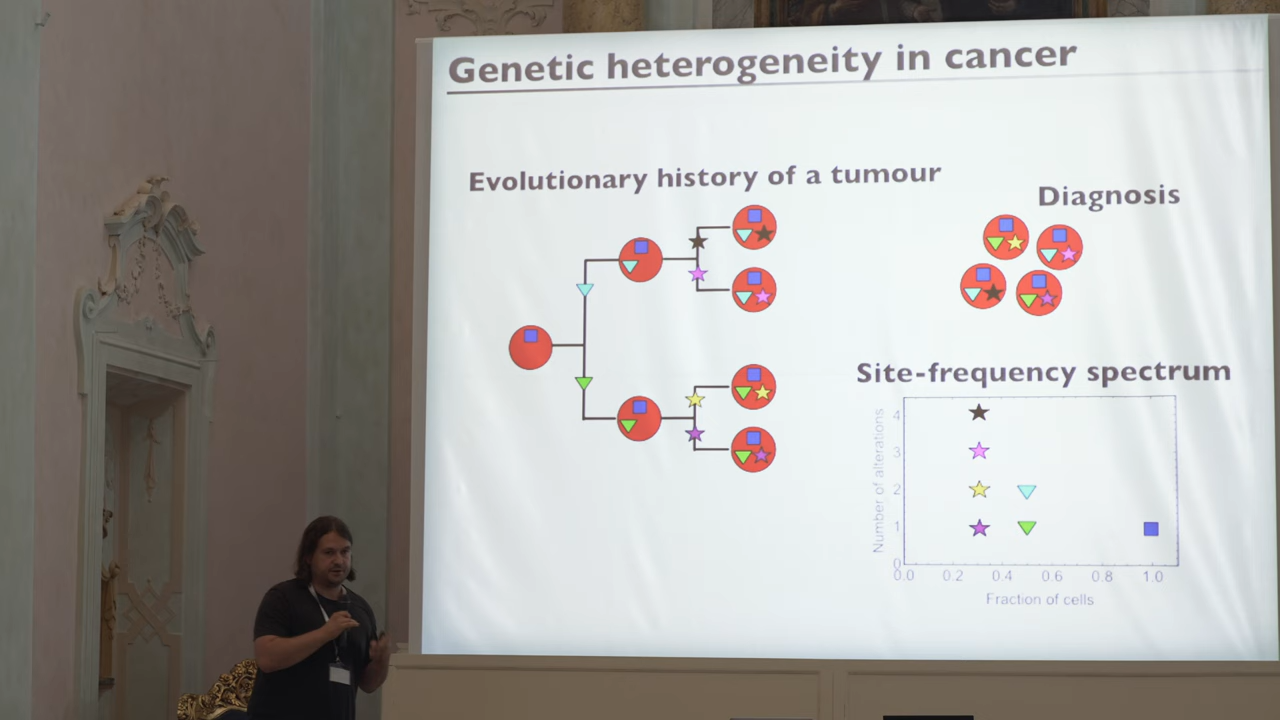 Genetic heterogeneity in cancer
Evolutionary history of a tumour
Diagnosis
Site-frequency spectrum
Number of alterations
4
3
2
1
0
0.0 0.2 0.4 0.6 0.8 1.0
Fraction of cells